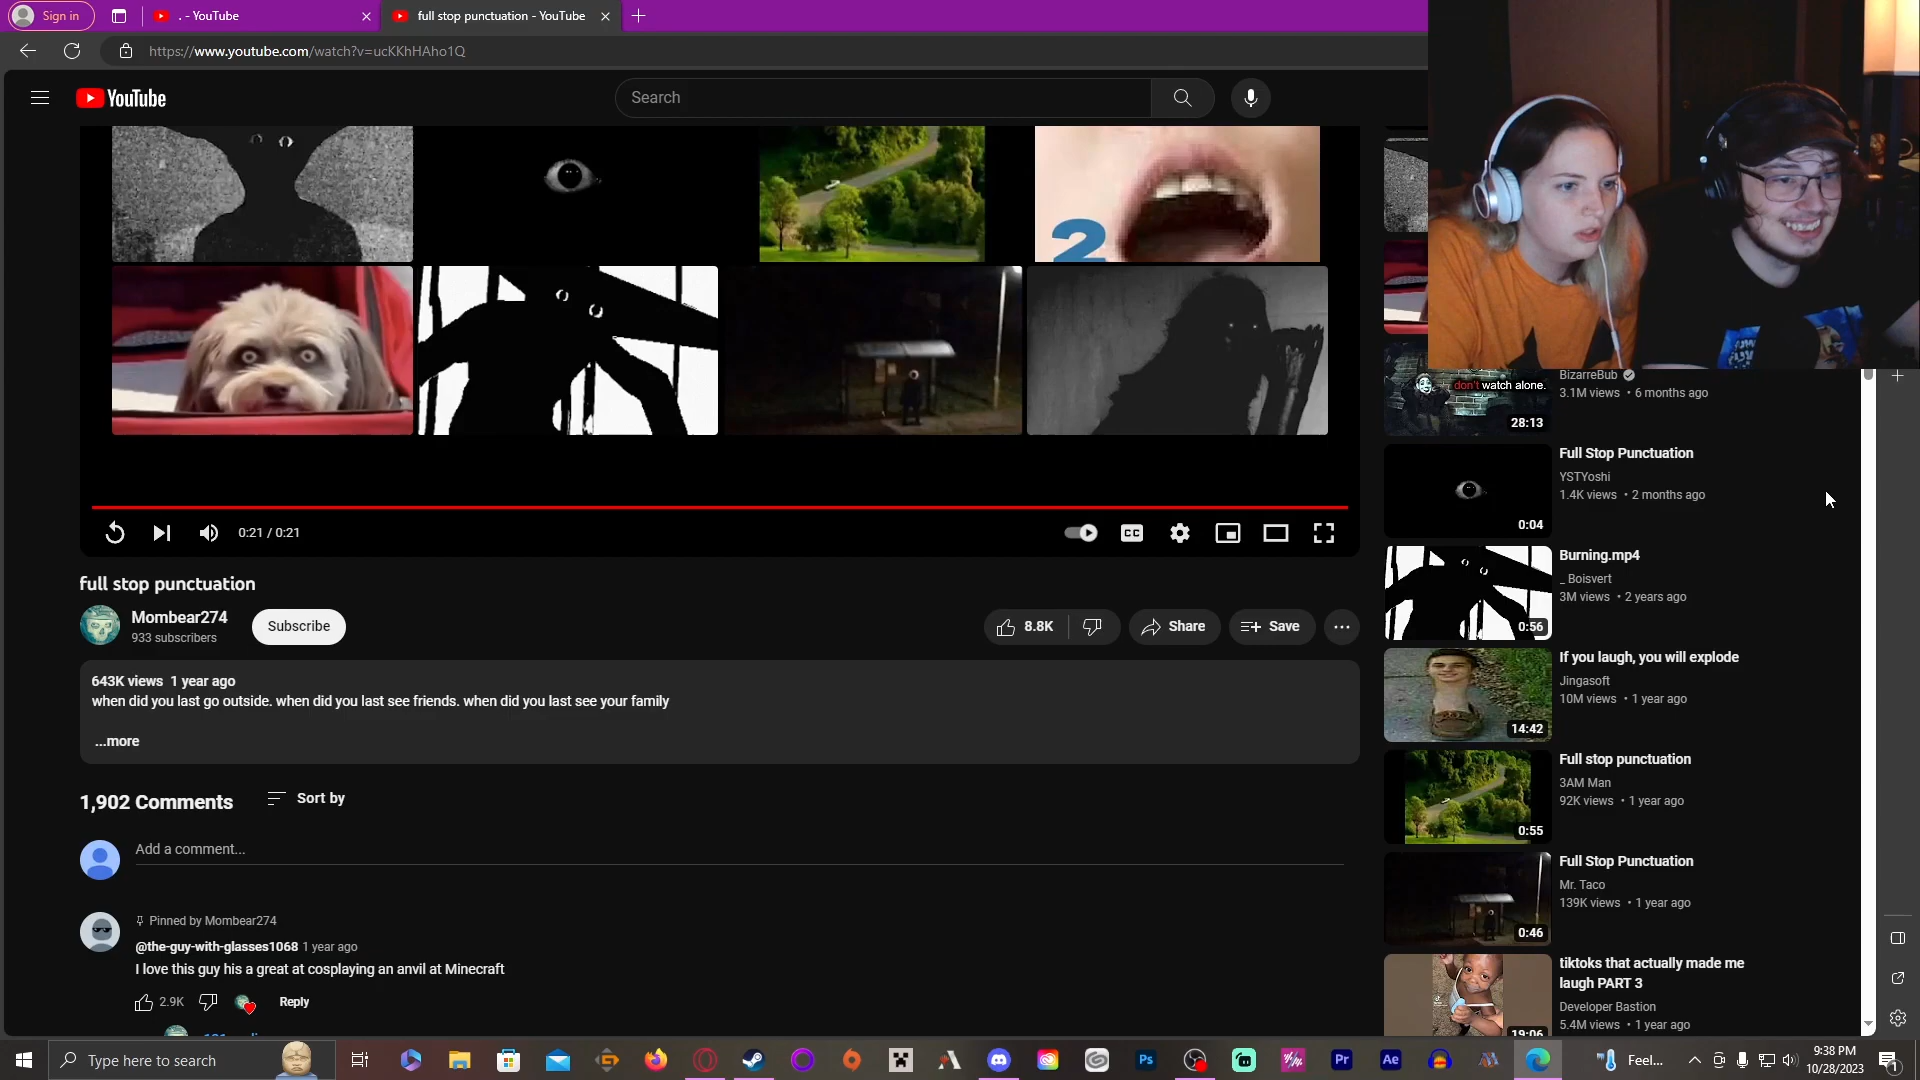 Sign in
. - YouTube
full stop punctuation - YouTube
https://www.youtube.com/watch?v=ucKKhHAho1Q
YouTube
Search
2
0:21 / 0:21
CC
full stop punctuation
Mombear274
933 subscribers
Subscribe
8.8K
Share
Save
643K views 1 year ago
when did you last go outside. when did you last see friends. when did you last see your family
...more
1,902 Comments
Sort by
Add a comment...
Pinned by Mombear274
@the-guy-with-glasses1068 1 year ago
I love this guy his a great at cosplaying an anvil at Minecraft
2.9K
Reply
don't watch alone.
28:13
BizarreBub
3.1M views • 6 months ago
0:04
Full Stop Punctuation
YSTYoshi
1.4K views • 2 months ago
0:56
Burning.mp4
_ Boisvert
3M views • 2 years ago
14:42
If you laugh, you will explode
Jingasoft
10M views • 1 year ago
0:55
Full stop punctuation
3AM Man
92K views • 1 year ago
0:46
Full Stop Punctuation
Mr. Taco
139K views • 1 year ago
19:06
tiktoks that actually made me
laugh PART 3
Developer Bastion
5.4M views • 1 year ago
Type here to search
Ps
Pr
Ae
Feel...
9:38 PM
10/28/2023
1